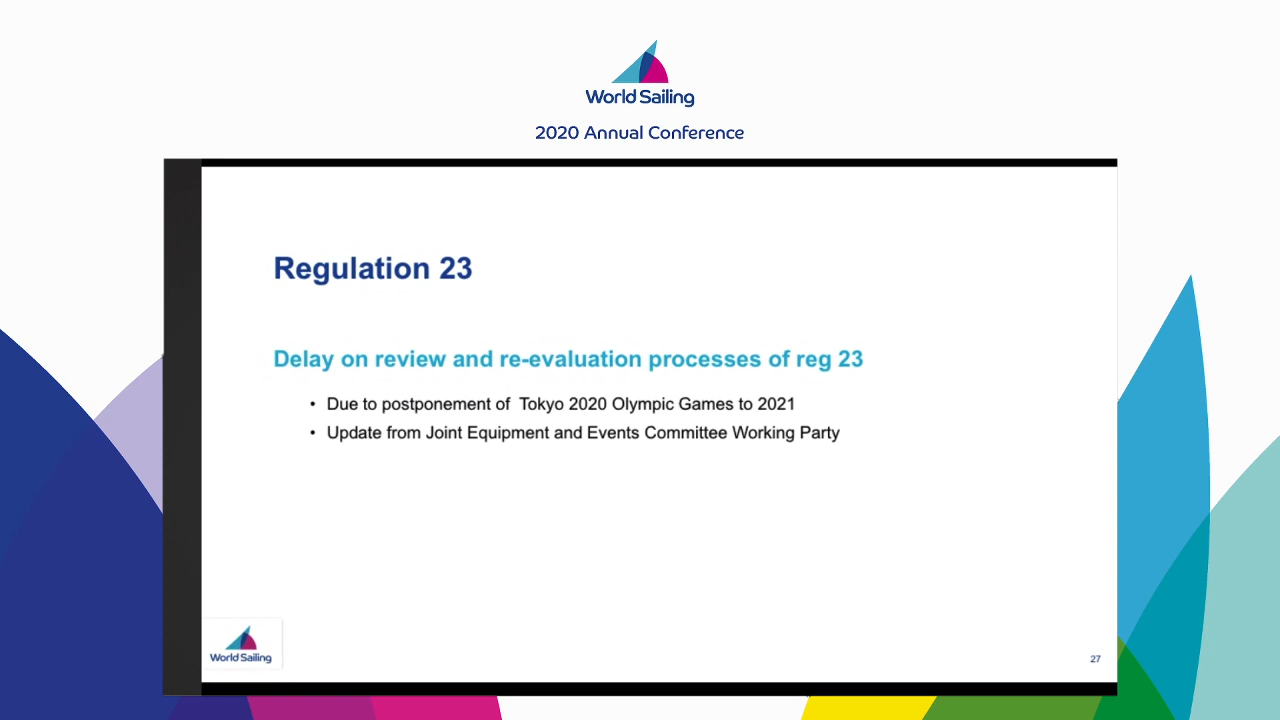 World Sailing
2020 Annual Conference
Regulation 23
Delay on review and re-evaluation processes of reg 23
• Due to postponement of Tokyo 2020 Olympic Games to 2021
• Update from Joint Equipment and Events Committee Working Party
World Sailing
27